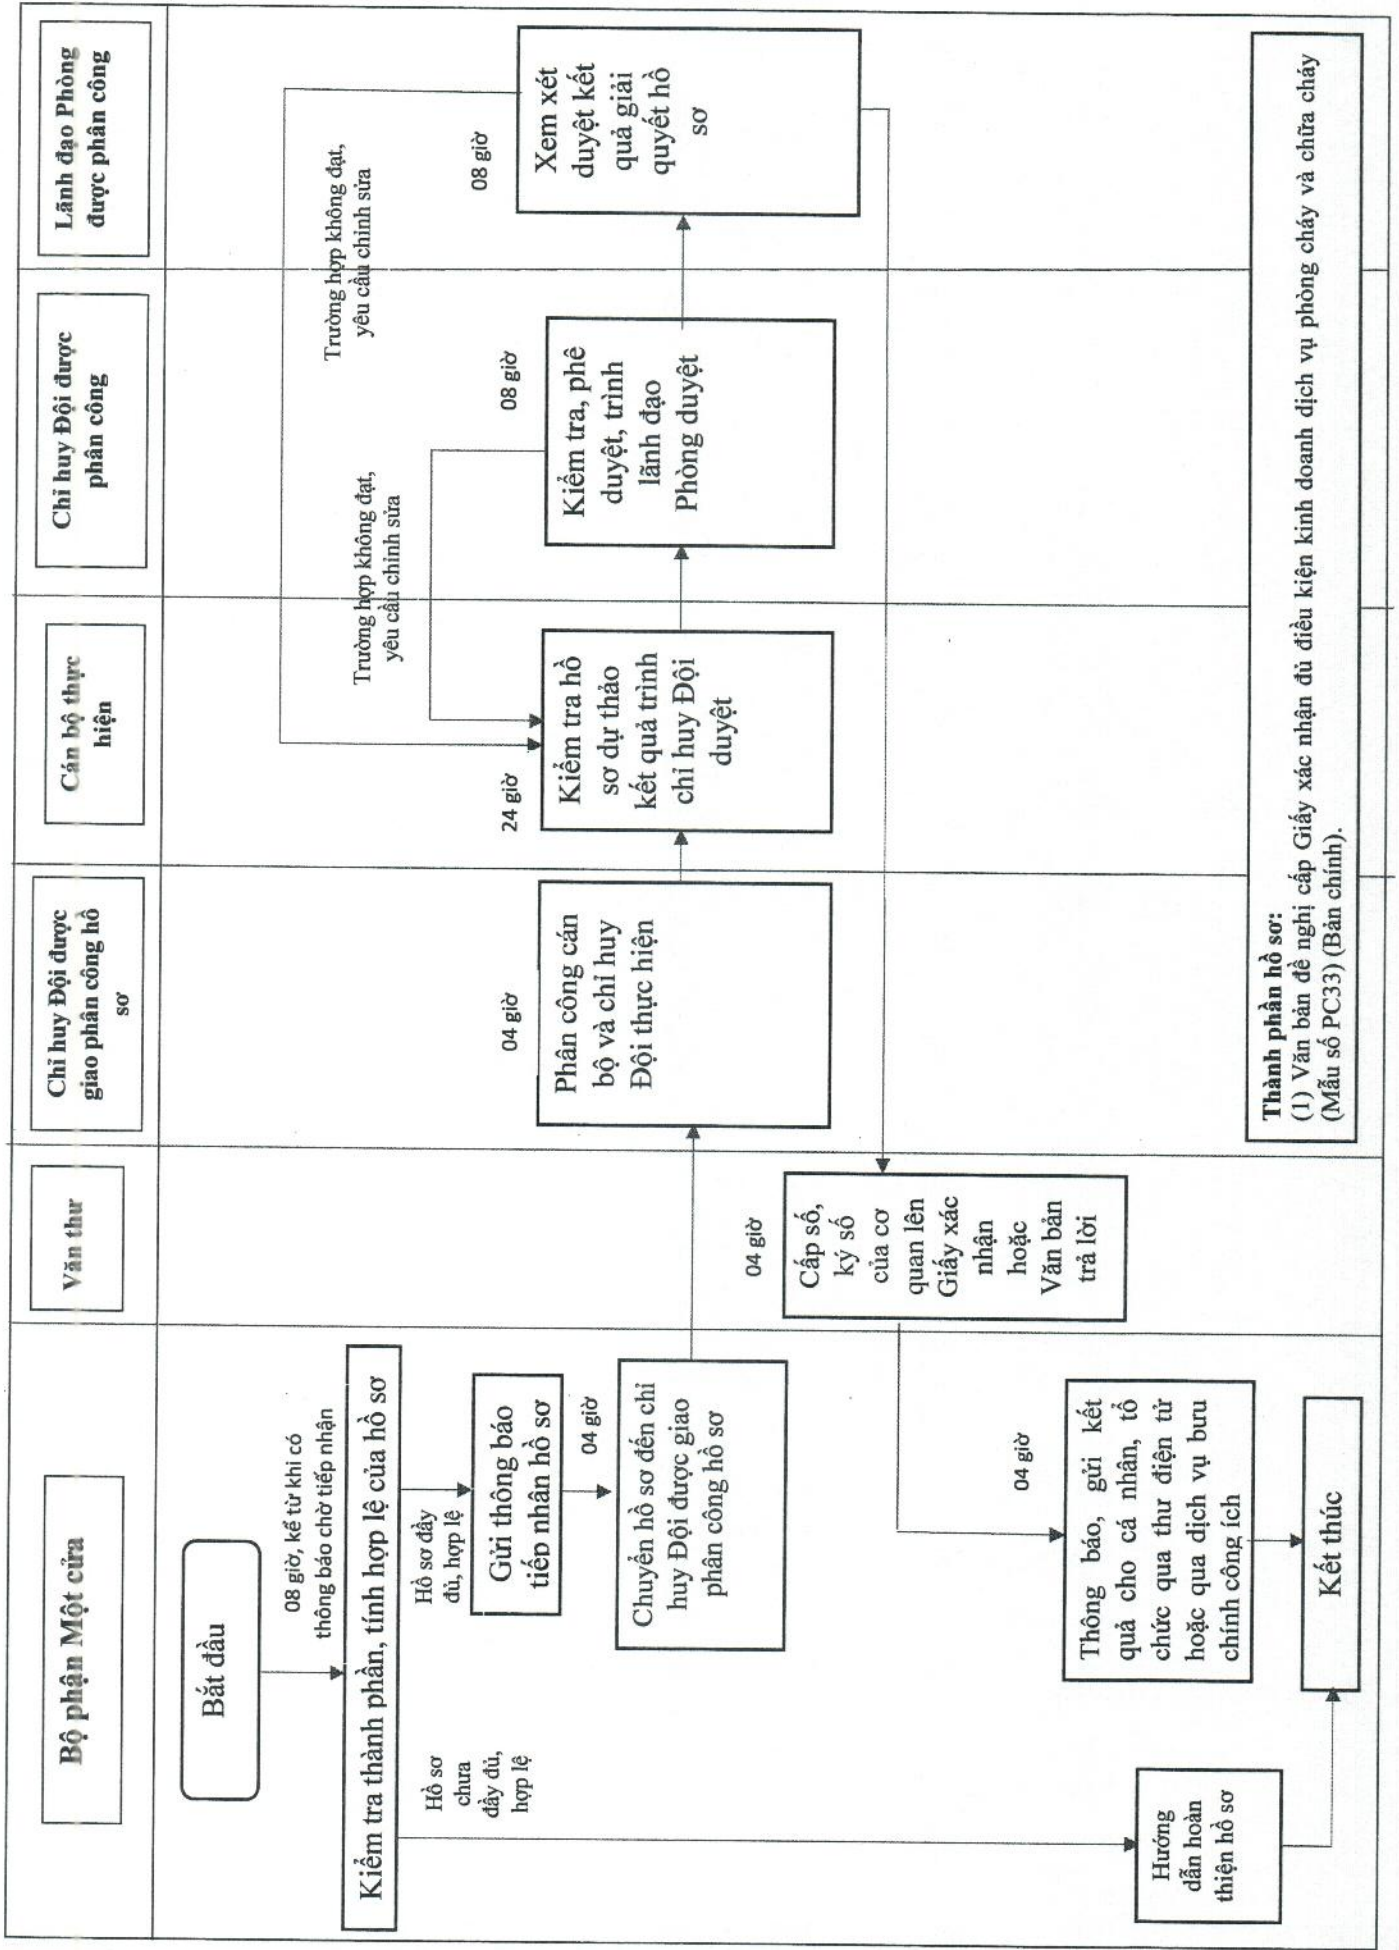 Bộ phận Một cửa
Văn thư
Chỉ huy Đội được
giao phân công hồ
sơ
Cán bộ thực
hiện
Chỉ huy Đội được
phân công
Lãnh đạo Phòng
được phân công
Bắt đầu
08 giờ, kể từ khi có
thông báo chờ tiếp nhận
Kiểm tra thành phần, tính hợp lệ của hồ sơ
Hồ sơ
chưa
đầy đủ,
hợp lệ
Hồ sơ đầy
đủ, hợp lệ
Gửi thông báo
tiếp nhân hồ sơ
04 giờ
Chuyển hồ sơ đến chỉ
huy Đội được giao
phân công hồ sơ
04 giờ
Phân công cán
bộ và chỉ huy
Đội thực hiện
24 giờ
Kiểm tra hồ
sơ dự thảo
kết quả trình
chỉ huy Đội
duyệt
Trường hợp không đạt,
yêu cầu chỉnh sửa
08 giờ
Kiểm tra, phê
duyệt, trình
lãnh đạo
Phòng duyệt
Trường hợp không đạt,
yêu cầu chỉnh sửa
08 giờ
Xem xét
duyệt kết
quả giải
quyết hồ
sơ
04 giờ
Cấp số,
ký số
của cơ
quan lên
Giấy xác
nhận
hoặc
Văn bản
trả lời
04 giờ
Thông báo, gửi kết
quả cho cá nhân, tổ
chức qua thư điện tử
hoặc qua dịch vụ bưu
chính công ích
Hướng
dẫn hoàn
thiện hồ sơ
Kết thúc
Thành phần hồ sơ:
(1) Văn bản đề nghị cấp Giấy xác nhận đủ điều kiện kinh doanh dịch vụ phòng cháy và chữa cháy
(Mẫu số PC33) (Bản chính).